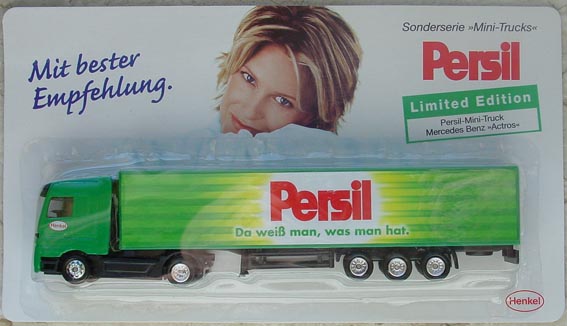 Mit bester
Empfehlung.
Sonderserie »Mini-Trucks«
Persil
Limited Edition
Persil-Mini-Truck
Mercedes Benz »Actros«
Persil
Da weiß man, was man hat.
Henkel
Henkel